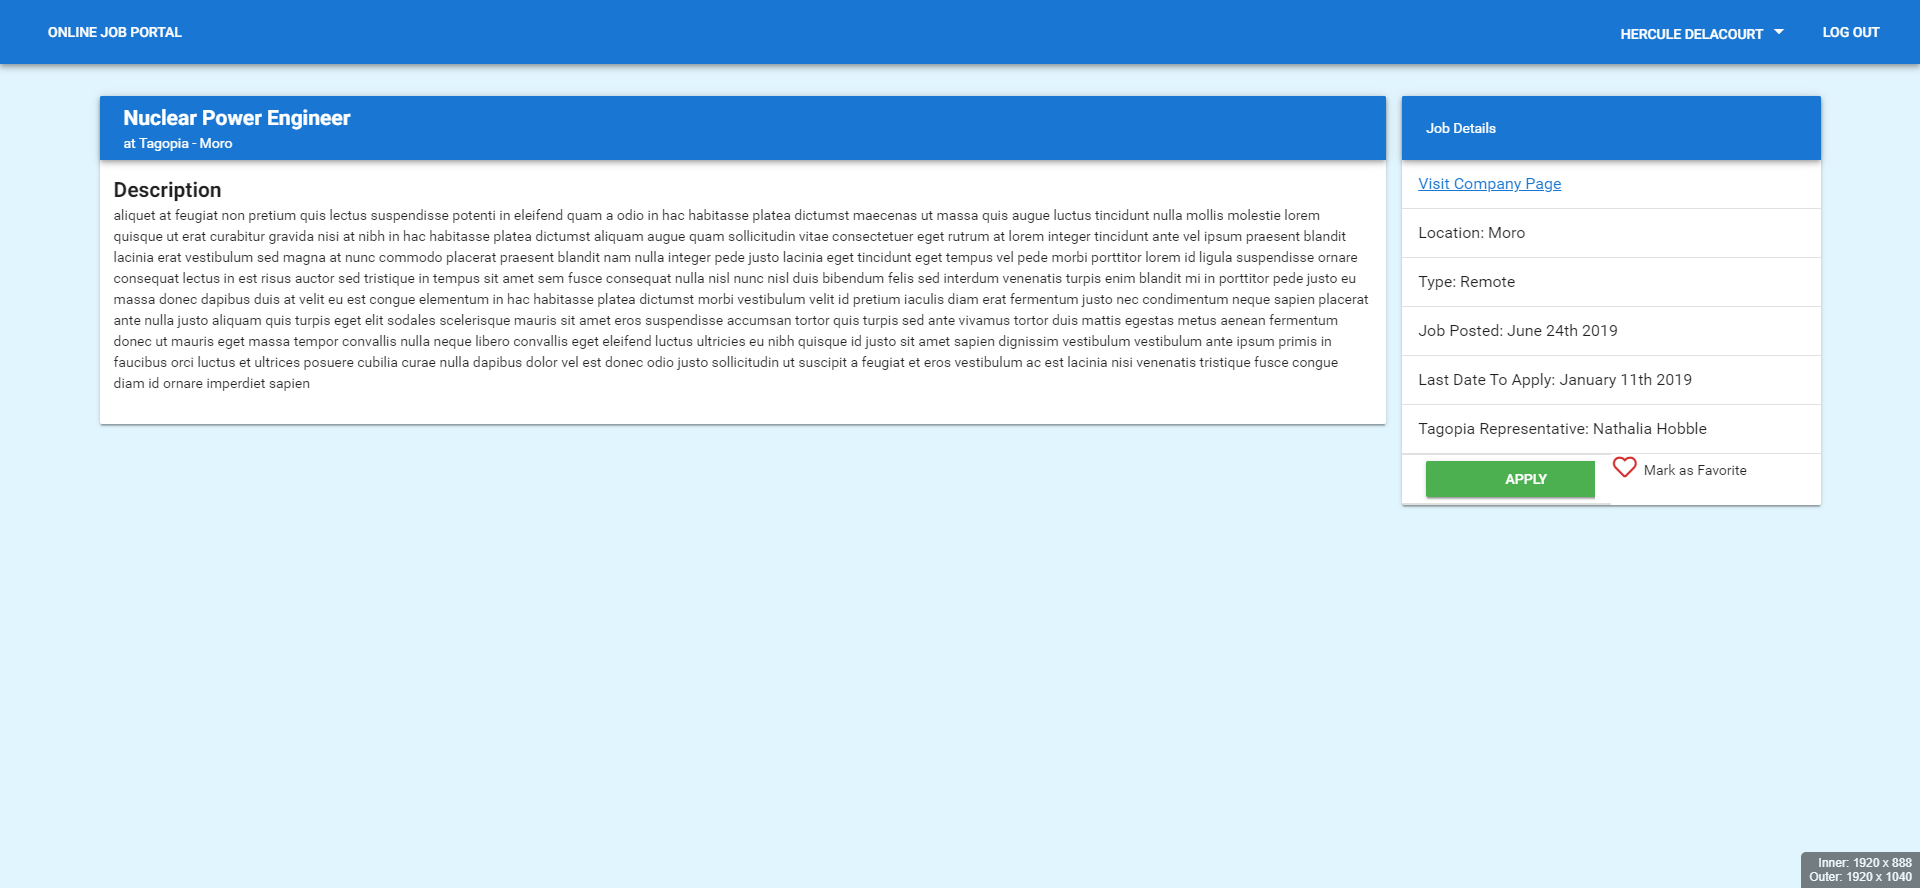 ONLINE JOB PORTAL
HERCULE DELACOURT
LOG OUT
Nuclear Power Engineer
at Tagopia - Moro
Description
aliquet at feugiat non pretium quis lectus suspendisse potenti in eleifend quam a odio in hac habitasse platea dictumst maecenas ut massa quis augue luctus tincidunt nulla mollis molestie lorem
quisque ut erat curabitur gravida nisi at nibh in hac habitasse platea dictumst aliquam augue quam sollicitudin vitae consectetuer eget rutrum at lorem integer tincidunt ante vel ipsum praesent blandit
lacinia erat vestibulum sed magna at nunc commodo placerat praesent blandit nam nulla integer pede justo lacinia eget tincidunt eget tempus vel pede morbi porttitor lorem id ligula suspendisse ornare
consequat lectus in est risus auctor sed tristique in tempus sit amet sem fusce consequat nulla nisl nunc nisl duis bibendum felis sed interdum venenatis turpis enim blandit mi in porttitor pede justo eu
massa donec dapibus duis at velit eu est congue elementum in hac habitasse platea dictumst morbi vestibulum velit id pretium iaculis diam erat fermentum justo nec condimentum neque sapien placerat
ante nulla justo aliquam quis turpis eget elit sodales scelerisque mauris sit amet eros suspendisse accumsan tortor quis turpis sed ante vivamus tortor duis mattis egestas metus aenean fermentum
donec ut mauris eget massa tempor convallis nulla neque libero convallis eget eleifend luctus ultricies eu nibh quisque id justo sit amet sapien dignissim vestibulum vestibulum ante ipsum primis in
faucibus orci luctus et ultrices posuere cubilia curae nulla dapibus dolor vel est donec odio justo sollicitudin ut suscipit a feugiat et eros vestibulum ac est lacinia nisi venenatis tristique fusce congue
diam id ornare imperdiet sapien
Job Details
Visit Company Page
Location: Moro
Type: Remote
Job Posted: June 24th 2019
Last Date To Apply: January 11th 2019
Tagopia Representative: Nathalia Hobble
APPLY
Mark as Favorite
Inner: 1920 x 888
Outer: 1920 x 1040